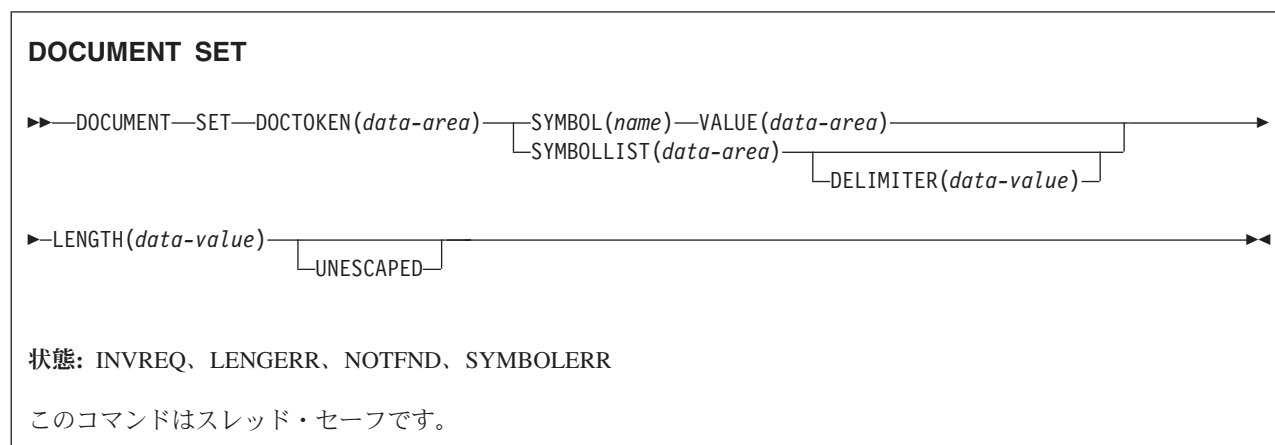 DOCUMENT SET
DOCUMENT SET DOCTOKEN(data-area) SYMBOL(name) VALUE(data-area)
SYMBOLLIST(data-area)
DELIMITER(data-value)
LENGTH(data-value)
UNESCAPED
状態: INVREQ、LENGERR、NOTFND、SYMBOLERR
このコマンドはスレッド・セーフです。